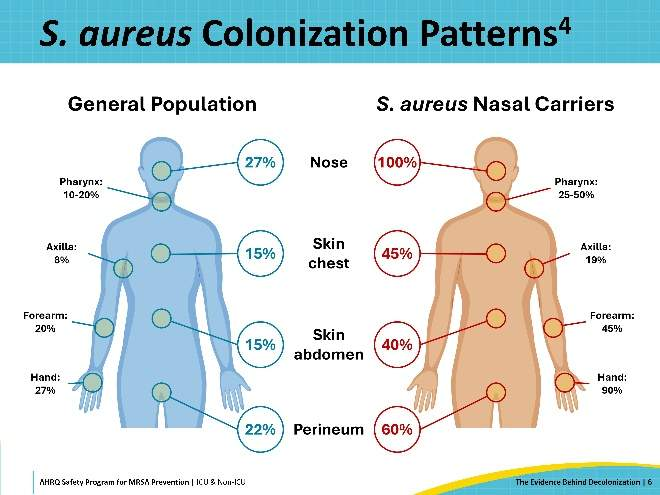 S. aureus Colonization Patterns4
General Population
S. aureus Nasal Carriers
27%
Nose
100%
Pharynx:
10-20%
Pharynx:
25-50%
15%
Skin
chest
45%
Axilla:
8%
Axilla:
19%
Forearm:
20%
15%
Skin
abdomen
40%
Forearm:
45%
Hand:
27%
Hand:
90%
22%
Perineum
60%
AHRQ Safety Program for MRSA Prevention | ICU & Non-ICU
The Evidence Behind Decolonization | 6